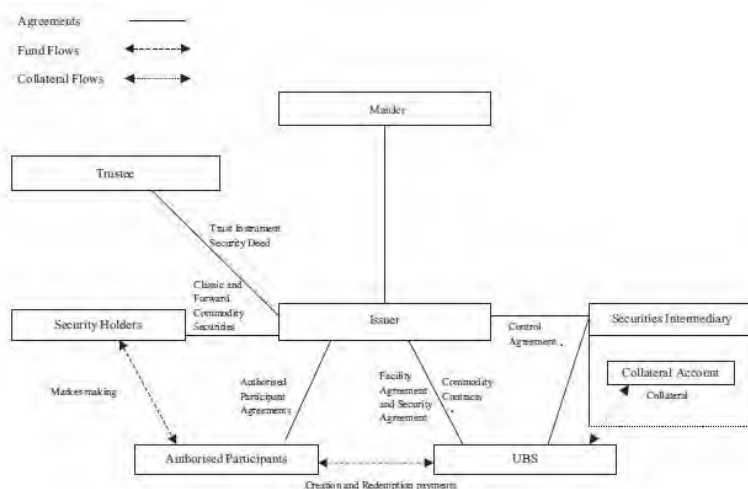 Agreements
Fund Flows
Collateral Flows
Manler
Trustee
Trust Instrument
Security Deed
Classic and
Forward
Commodity
Securities
Security Holders
Issuer
Control
Agreement
Securities Intermediary
Collateral Account
Collateral
Market-making
Authorised
Participant
Agreements
Facility
Agreement
and Security
Agreement
Commodity
Contracts
Authorised Participants
UBS
Creation and Redemption payments